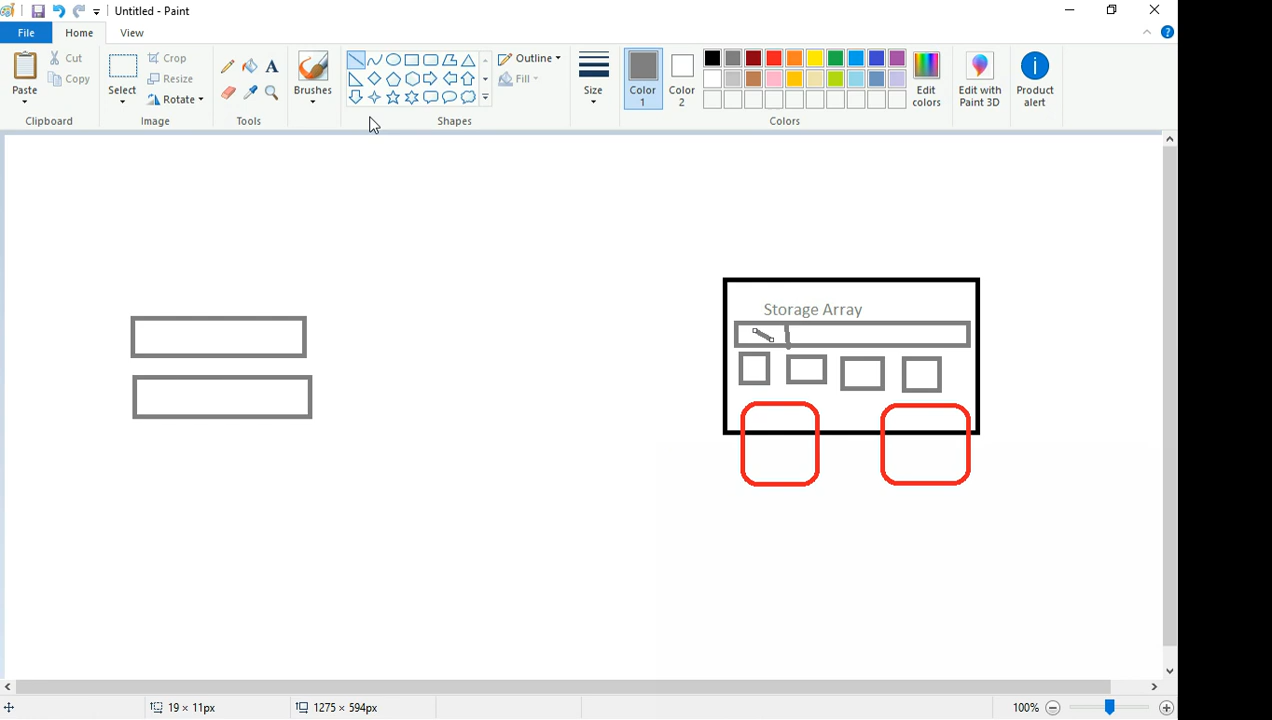 Untitled - Paint
File Home View
Paste
Cut
Copy
Clipboard
Select
Crop
Resize
Rotate
Image
Tools
Brushes
Shapes
Outline
Fill
Size
Color 1
Color 2
Colors
Edit colors
Edit with Paint 3D
Product alert
Storage Array
19 × 11px
1275 × 594px
100%